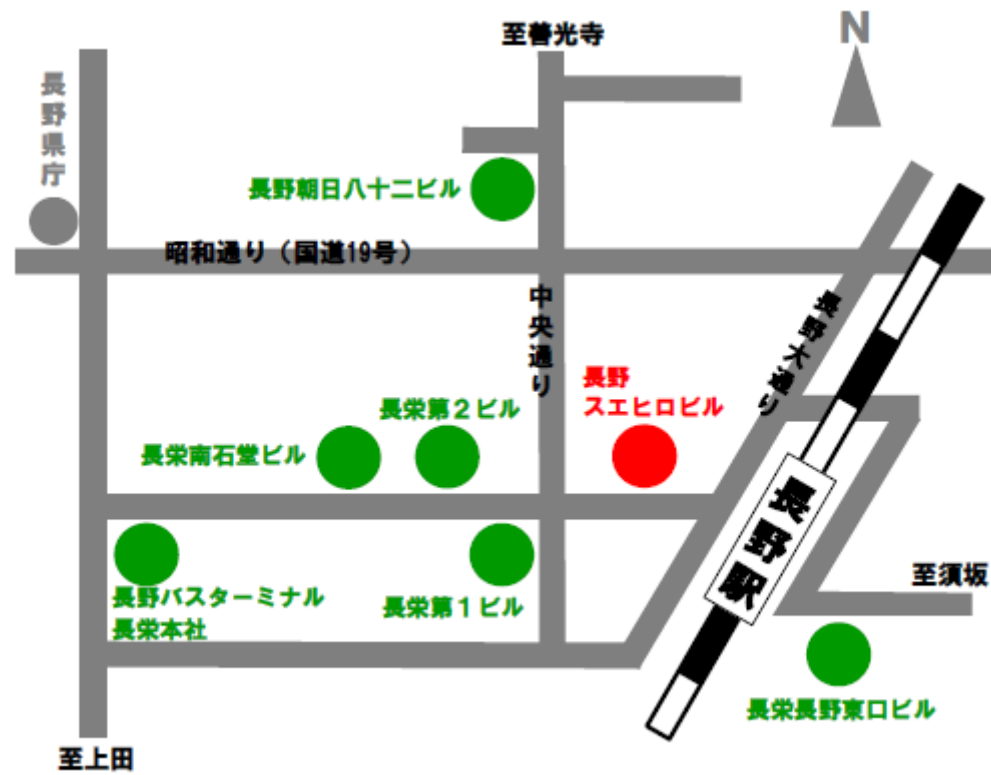 至善光寺
N
長野県庁
長野朝日八十二ビル
昭和通り（国道19号）
中央通り
長野大通り
長野
スエヒロビル
長栄第２ビル
長栄南石堂ビル
長野駅
長野バスターミナル
長栄本社
長栄第１ビル
至須坂
長栄長野東口ビル
至上田